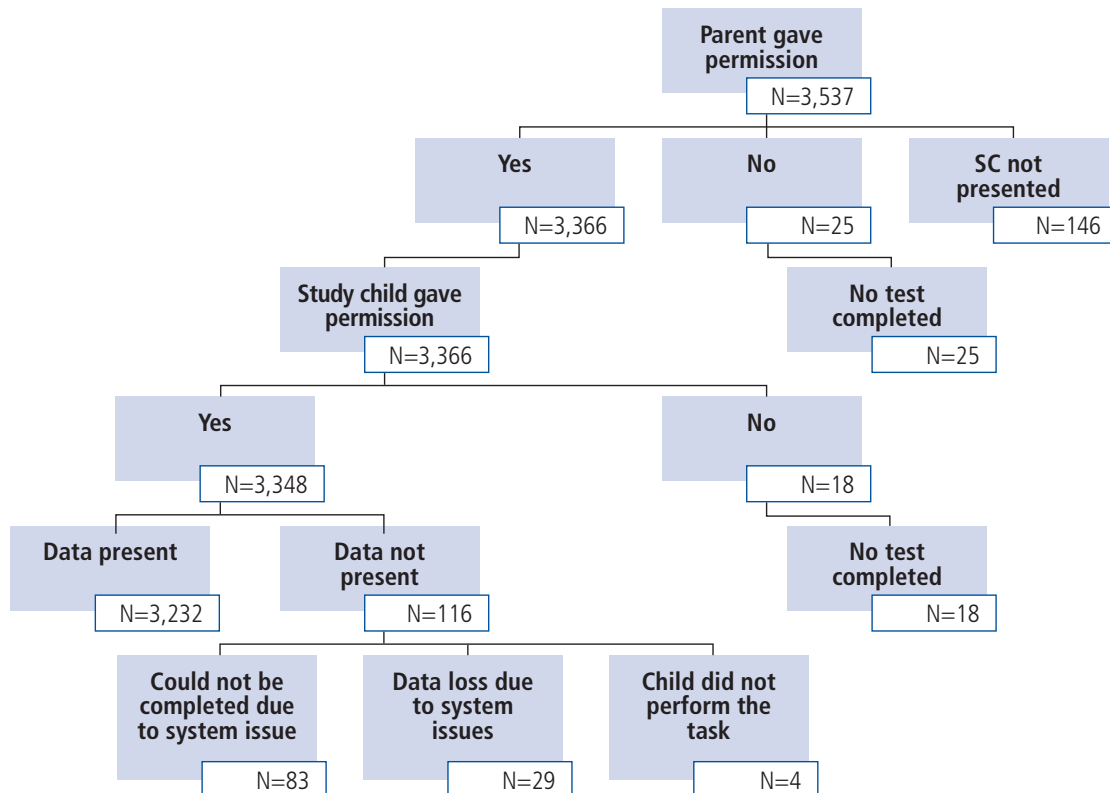 Parent gave
permission
N=3,537
Yes
N=3,366
No
N=25
SC not
presented
N=146
Study child gave
permission
N=3,366
No test
completed
N=25
Yes
N=3,348
No
N=18
Data present
N=3,232
Data not
present
N=116
No test
completed
N=18
Could not be
completed due
to system issue
N=83
Data loss due
to system
issues
N=29
Child did not
perform the
task
N=4